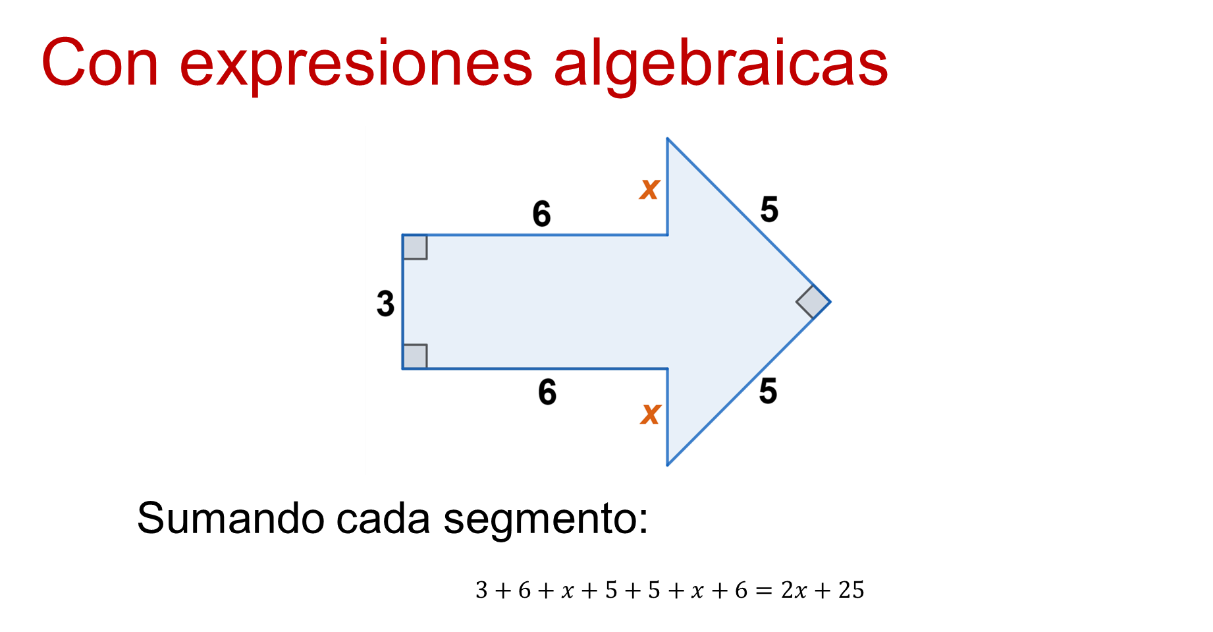 Con expresiones algebraicas
x
6
5
3
6
x
5
Sumando cada segmento:
3 + 6 + x + 5 + 5 + x + 6 = 2x + 25